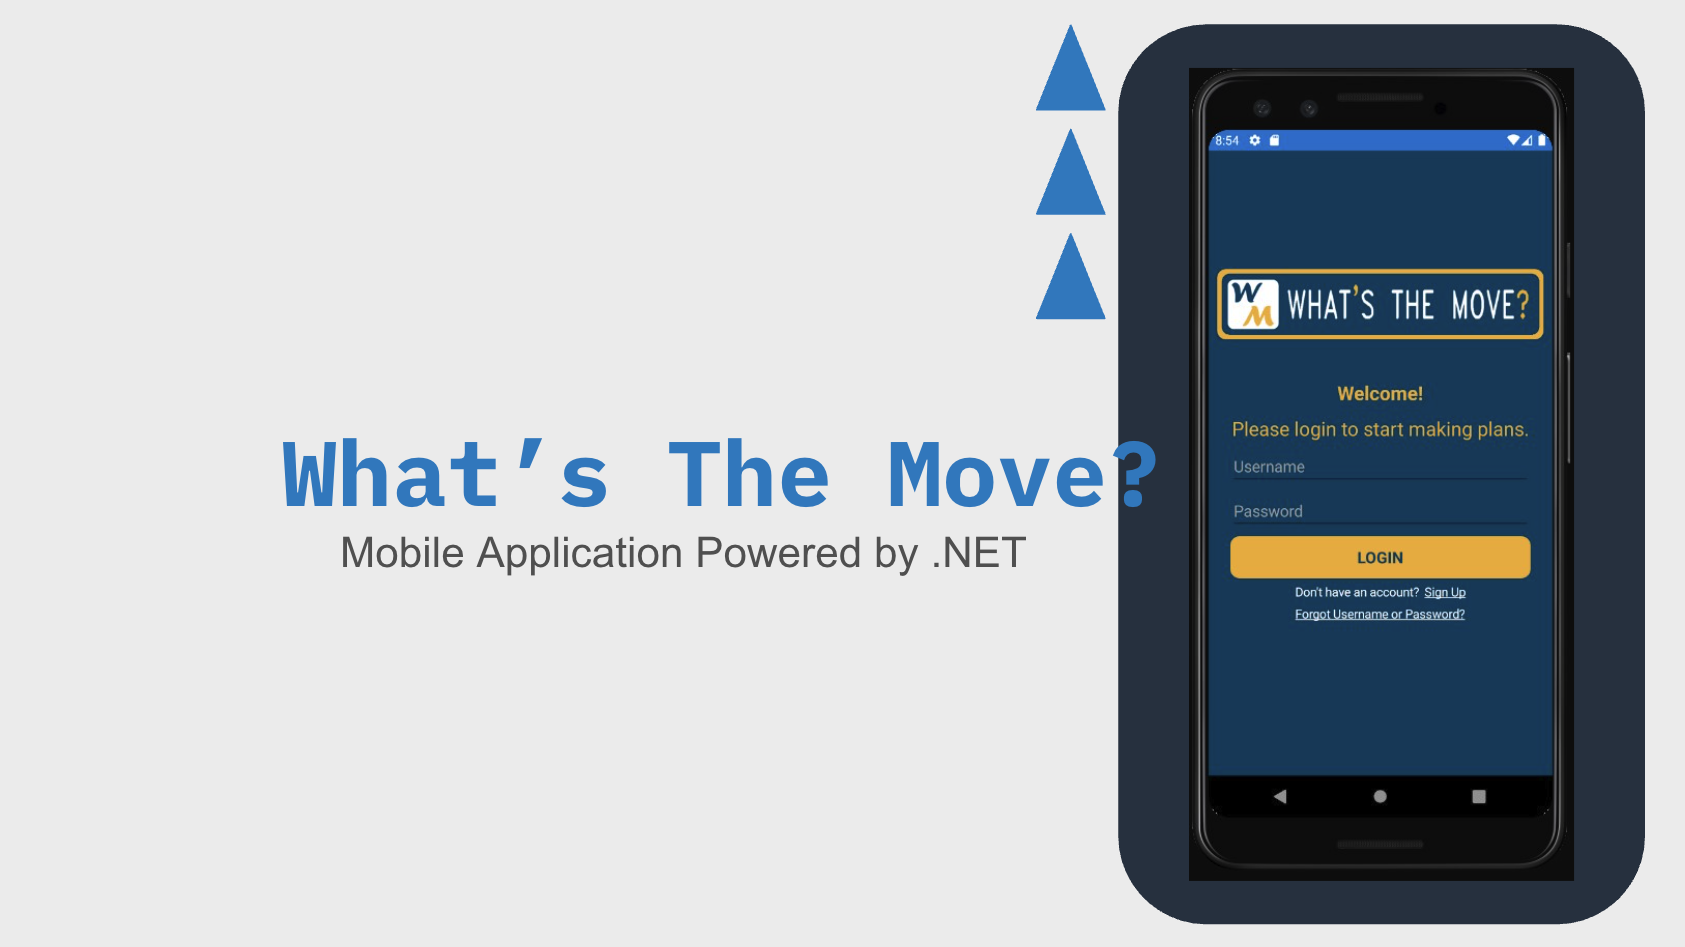 What’s The Move?
Mobile Application Powered by .NET
8:54
WM WHAT'S THE MOVE?
Welcome!
Please login to start making plans.
Username
Password
LOGIN
Don't have an account? Sign Up
Forgot Username or Password?